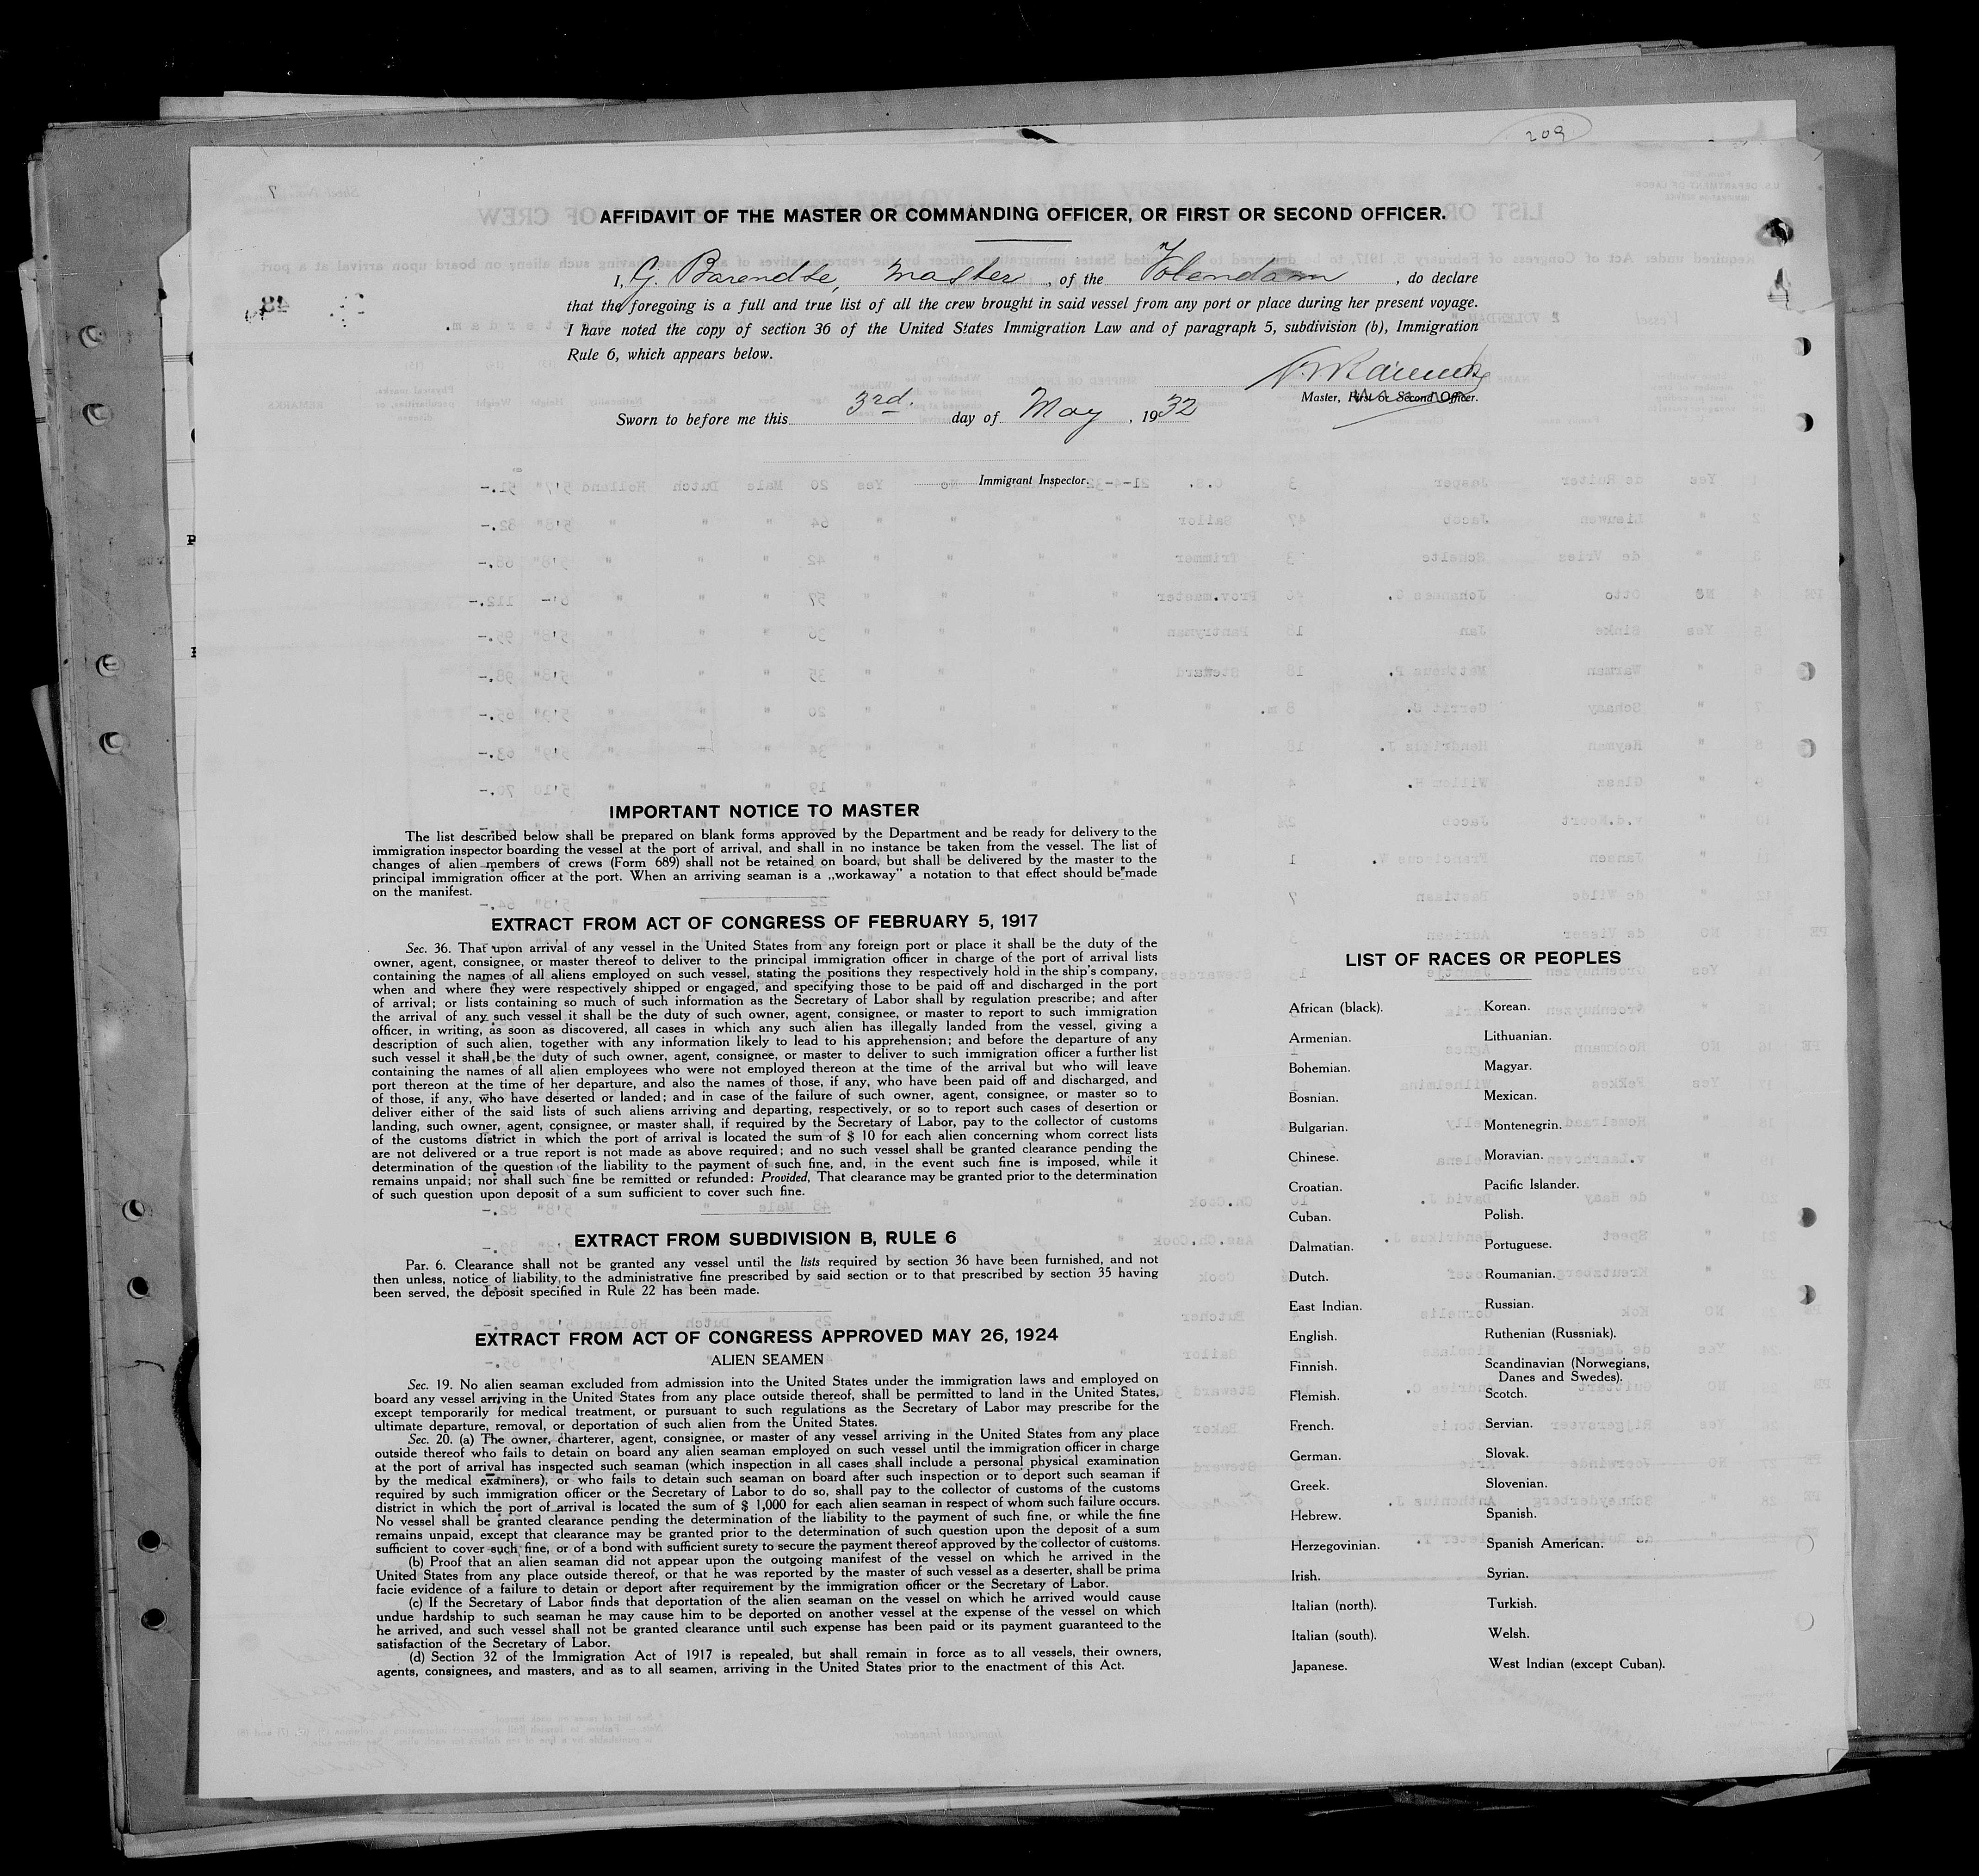 209
AFFIDAVIT OF THE MASTER OR COMMANDING OFFICER, OR FIRST OR SECOND OFFICER.
I, G. Barendse, Master, of the Volendam, do declare
that the foregoing is a full and true list of all the crew brought in said vessel from any port or place during her present voyage.
I have noted the copy of section 36 of the United States Immigration Law and of paragraph 5, subdivision (b), Immigration
Rule 6, which appears below.
Master, First or Second Officer.
Sworn to before me this 3rd. day of May, 1932
Immigrant Inspector.
IMPORTANT NOTICE TO MASTER
The list described below shall be prepared on blank forms approved by the Department and be ready for delivery to the
immigration inspector boarding the vessel at the port of arrival, and shall in no instance be taken from the vessel. The list of
changes of alien members of crews (Form 689) shall not be retained on board, but shall be delivered by the master to the
principal immigration officer at the port. When an arriving seaman is a „workaway” a notation to that effect should be made
on the manifest.
EXTRACT FROM ACT OF CONGRESS OF FEBRUARY 5, 1917
Sec. 36. That upon arrival of any vessel in the United States from any foreign port or place it shall be the duty of the
owner, agent, consignee, or master thereof to deliver to the principal immigration officer in charge of the port of arrival lists
containing the names of all aliens employed on such vessel, stating the positions they respectively hold in the ship's company,
when and where they were respectively shipped or engaged, and specifying those to be paid off and discharged in the port
of arrival; or lists containing so much of such information as the Secretary of Labor shall by regulation prescribe; and after
the arrival of any such vessel it shall be the duty of such owner, agent, consignee, or master to report to such immigration
officer, in writing, as soon as discovered, all cases in which any such alien has illegally landed from the vessel, giving a
description of such alien, together with any information likely to lead to his apprehension; and before the departure of any
such vessel it shall be the duty of such owner, agent, consignee, or master to deliver to such immigration officer a further list
containing the names of all alien employees who were not employed thereon at the time of the arrival but who will leave
port thereon at the time of her departure, and also the names of those, if any, who have been paid off and discharged, and
of those, if any, who have deserted or landed; and in case of the failure of such owner, agent, consignee, or master so to
deliver either of the said lists of such aliens arriving and departing, respectively, or so to report such cases of desertion or
landing, such owner, agent, consignee, or master shall, if required by the Secretary of Labor, pay to the collector of customs
of the customs district in which the port of arrival is located the sum of $ 10 for each alien concerning whom correct lists
are not delivered or a true report is not made as above required; and no such vessel shall be granted clearance pending the
determination of the question of the liability to the payment of such fine, and, in the event such fine is imposed, while it
remains unpaid; nor shall such fine be remitted or refunded: Provided, That clearance may be granted prior to the determination
of such question upon deposit of a sum sufficient to cover such fine.
EXTRACT FROM SUBDIVISION B, RULE 6
Par. 6. Clearance shall not be granted any vessel until the lists required by section 36 have been furnished, and not
then unless, notice of liability to the administrative fine prescribed by said section or to that prescribed by section 35 having
been served, the deposit specified in Rule 22 has been made.
EXTRACT FROM ACT OF CONGRESS APPROVED MAY 26, 1924
ALIEN SEAMEN
Sec. 19. No alien seaman excluded from admission into the United States under the immigration laws and employed on
board any vessel arriving in the United States from any place outside thereof, shall be permitted to land in the United States,
except temporarily for medical treatment, or pursuant to such regulations as the Secretary of Labor may prescribe for the
ultimate departure, removal, or deportation of such alien from the United States.
Sec. 20. (a) The owner, charterer, agent, consignee, or master of any vessel arriving in the United States from any place
outside thereof who fails to detain on board any alien seaman employed on such vessel until the immigration officer in charge
at the port of arrival has inspected such seaman (which inspection in all cases shall include a personal physical examination
by the medical examiners), or who fails to detain such seaman on board after such inspection or to deport such seaman if
required by such immigration officer or the Secretary of Labor to do so, shall pay to the collector of customs of the customs
district in which the port of arrival is located the sum of $ 1,000 for each alien seaman in respect of whom such failure occurs.
No vessel shall be granted clearance pending the determination of the liability to the payment of such fine, or while the fine
remains unpaid, except that clearance may be granted prior to the determination of such question upon the deposit of a sum
sufficient to cover such fine, or of a bond with sufficient surety to secure the payment thereof approved by the collector of customs.
(b) Proof that an alien seaman did not appear upon the outgoing manifest of the vessel on which he arrived in the
United States from any place outside thereof, or that he was reported by the master of such vessel as a deserter, shall be prima
facie evidence of a failure to detain or deport after requirement by the immigration officer or the Secretary of Labor.
(c) If the Secretary of Labor finds that deportation of the alien seaman on the vessel on which he arrived would cause
undue hardship to such seaman he may cause him to be deported on another vessel at the expense of the vessel on which
he arrived, and such vessel shall not be granted clearance until such expense has been paid or its payment guaranteed to the
satisfaction of the Secretary of Labor.
(d) Section 32 of the Immigration Act of 1917 is repealed, but shall remain in force as to all vessels, their owners,
agents, consignees, and masters, and as to all seamen, arriving in the United States prior to the enactment of this Act.
LIST OF RACES OR PEOPLES
African (black).
Armenian.
Bohemian.
Bosnian.
Bulgarian.
Chinese.
Croatian.
Cuban.
Dalmatian.
Dutch.
East Indian.
English.
Finnish.
Flemish.
French.
German.
Greek.
Hebrew.
Herzegovinian.
Irish.
Italian (north).
Italian (south).
Japanese.
Korean.
Lithuanian.
Magyar.
Mexican.
Montenegrin.
Moravian.
Pacific Islander.
Polish.
Portuguese.
Roumanian.
Russian.
Ruthenian (Russniak).
Scandinavian (Norwegians,
Danes and Swedes).
Scotch.
Servian.
Slovak.
Slovenian.
Spanish.
Spanish American.
Syrian.
Turkish.
Welsh.
West Indian (except Cuban).